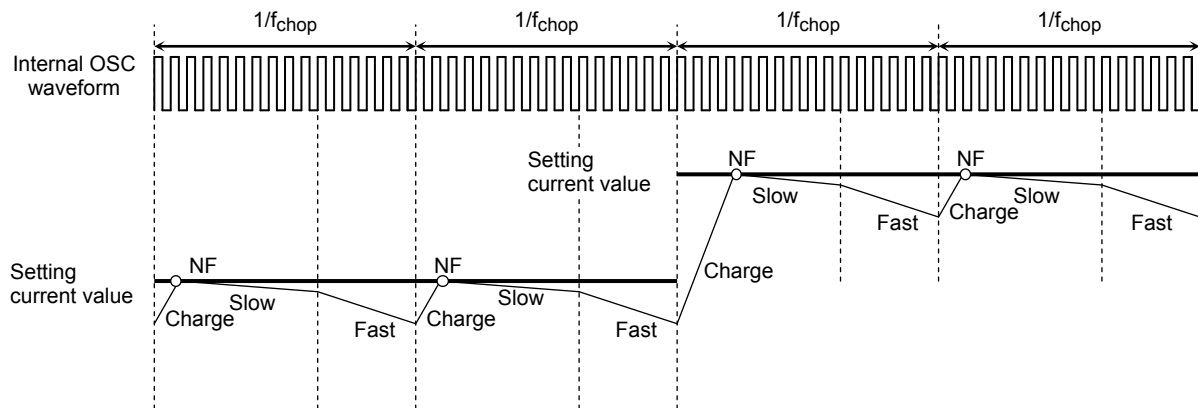 1/fchop 1/fchop 1/fchop 1/fchop
Internal OSC
waveform
Setting
current value
NF
Slow
Fast
Charge
NF
Slow
Fast
Charge
Setting
current value
NF
Slow
Fast
Charge
NF
Slow
Fast
Charge